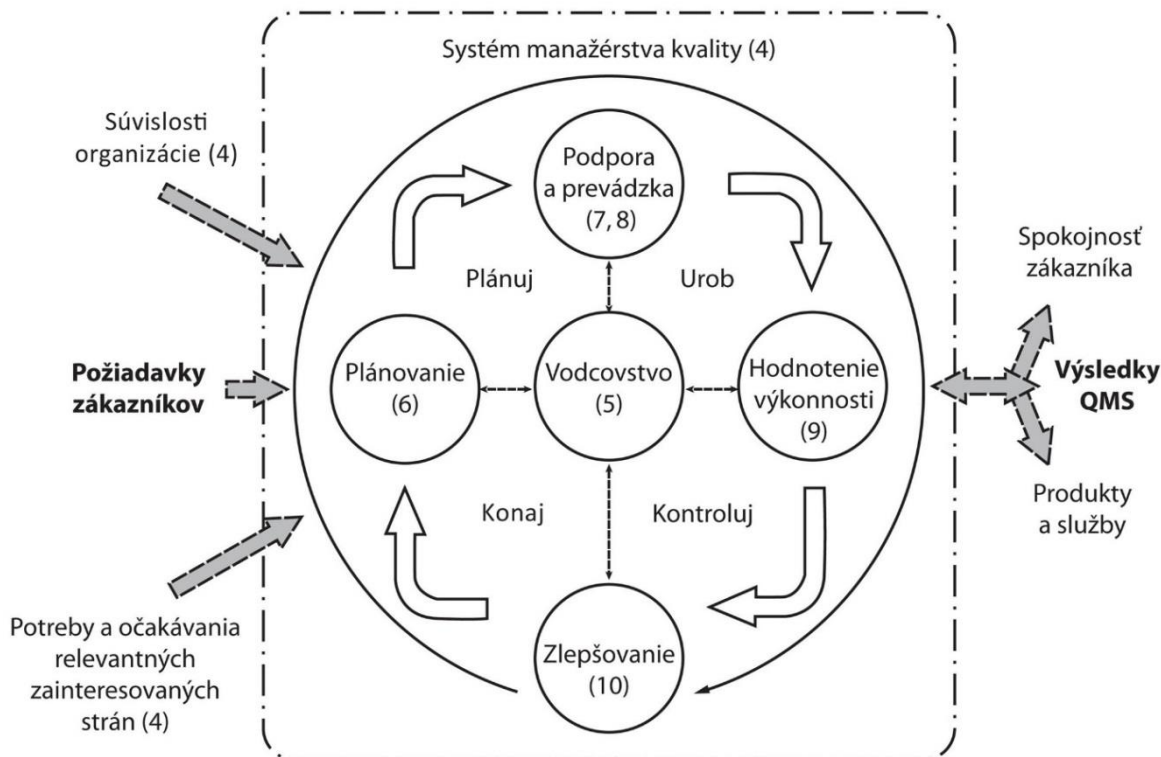 Systém manažérstva kvality (4)
Súvislosti
organizácie (4)
Podpora
a prevádzka
(7, 8)
Spokojnosť
zákazníka
Plánuj
Urob
Požiadavky
zákazníkov
Plánovanie
(6)
Vodcovstvo
(5)
Hodnotenie
výkonnosti
(9)
Výsledky
QMS
Konaj
Kontroluj
Produkty
a služby
Potreby a očakávania
relevantných
zainteresovaných
strán (4)
Zlepšovanie
(10)